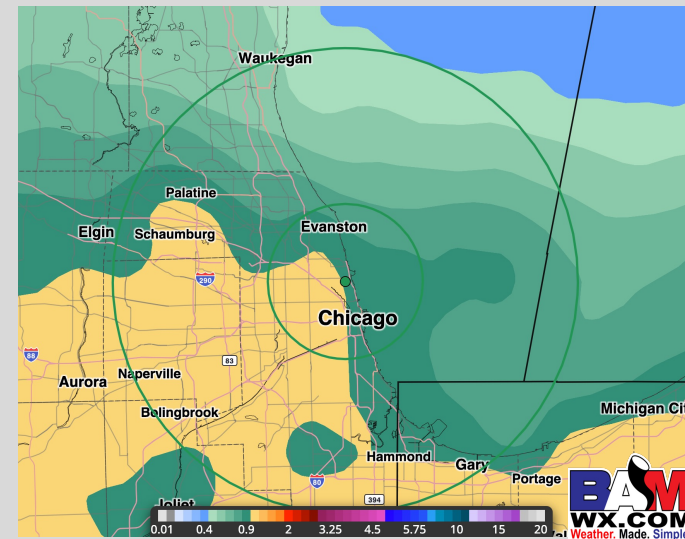 Waukegan
Palatine
Elgin
Schaumburg
Evanston
290
Chicago
88
83
Aurora
Naperville
Bolingbrook
Michigan Cit
Hammond
Gary
80
Portage
394
Joliet
0.01 0.4 0.9 2 3.25 4.5 5.75 10 15 20
BAM
WX.COM
Weather. Made. Simple